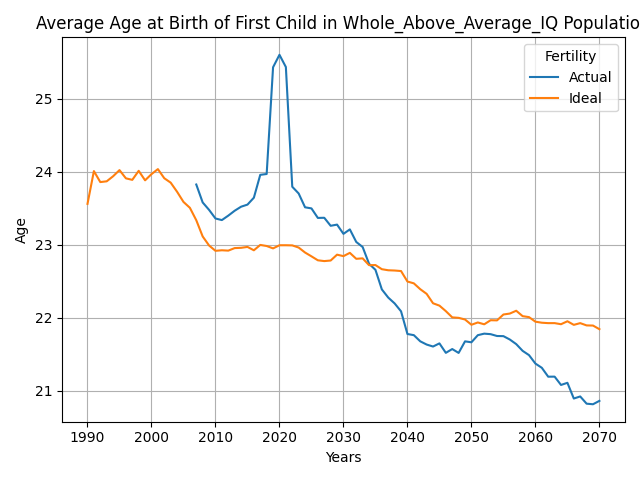 Average Age at Birth of First Child in Whole_Above_Average_IQ Populatio
Fertility
Actual
Ideal
Age
25
24
23
22
21
1990 2000 2010 2020 2030 2040 2050 2060 2070
Years